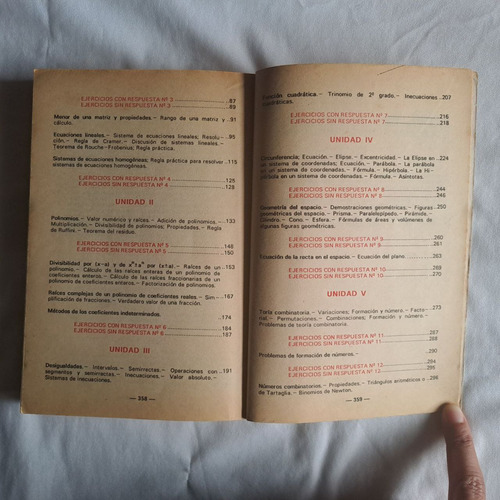 EJERCICIOS CON RESPUESTA Nº 3 87
EJERCICIOS SIN RESPUESTA Nº 3 89
Menor de una matriz y propiedades. – Rango de una matriz y 91
cálculo.
Ecuaciones lineales. – Sistema de ecuaciones lineales; Resolu- 95
ción. – Regla de Cramer. – Discusión de sistemas lineales. –
Teorema de Rouche – Frobenius; Regla práctica.
Sistemas de ecuaciones homogéneas; Regla práctica para resolver 115
sistemas de ecuaciones homogéneas.
EJERCICIOS CON RESPUESTA Nº 4 126
EJERCICIOS SIN RESPUESTA Nº 4 128
UNIDAD II
Polinomios. – Valor numérico y raíces. – Adición de polinomios. – 133
Multiplicación. – Divisibilidad de polinomios; Propiedades. – Regla
de Ruffini. – Teorema del residuo.
EJERCICIOS CON RESPUESTA Nº 5 148
EJERCICIOS SIN RESPUESTA Nº 5 150
Divisibilidad por (x-a) y de xⁿ±aⁿ por (x±a). – Raíces de un 153
polinomio. – Cálculo de las raíces enteras de un polinomio de
coeficientes enteros. – Cálculo de las raíces fraccionarias de un
polinomio de coeficientes enteros. – Factorización de polinomios.
Raíces complejas de un polinomio de coeficientes reales. – Sim- 167
plificación de fracciones. – Verdadero valor de una fracción.
Métodos de los coeficientes indeterminados. 174
EJERCICIOS CON RESPUESTA Nº 6 184
EJERCICIOS SIN RESPUESTA Nº 6 187
UNIDAD III
Desigualdades. – Intervalos. – Semirrectas. – Operaciones con 191
segmentos y semirrectas. – Inecuaciones. – Valor absoluto. –
Sistemas de inecuaciones.
— 358 —
Función cuadrática. – Trinomio de 2º grado. – Inecuaciones 207
cuadráticas.
EJERCICIOS CON RESPUESTA Nº 7 216
EJERCICIOS SIN RESPUESTA Nº 7 218
UNIDAD IV
Circunferencia; Ecuación. – Elipse. – Excentricidad. – La Elipse en 221
un sistema de coordenadas. – Ecuación. – Parábola. – La parábola
en un sistema de coordenadas. – Fórmula. – Hipérbola. – La Hi-
pérbola en un sistema de coordenadas. – Fórmula. – Asíntotas.
EJERCICIOS CON RESPUESTA Nº 8 244
EJERCICIOS SIN RESPUESTA Nº 8 246
Geometría del espacio. – Demostraciones geométricas. – Figuras 250
geométricas del espacio. – Prisma. – Paralelepípedo. – Pirámide. –
Cilindro. – Cono. – Esfera. – Fórmulas de áreas y volúmenes de
algunas figuras geométricas.
EJERCICIOS CON RESPUESTA Nº 9 260
EJERCICIOS SIN RESPUESTA Nº 9 261
Ecuación de la recta en el espacio. – Ecuación del plano 263
EJERCICIOS CON RESPUESTA Nº 10 269
EJERCICIOS SIN RESPUESTA Nº 10 270
UNIDAD V
Teoría combinatoria. – Variaciones; Formación y número. – Facto- 273
rial. – Permutaciones. – Combinaciones; Formación y número. –
Problemas de teoría combinatoria.
EJERCICIOS CON RESPUESTA Nº 11 287
EJERCICIOS SIN RESPUESTA Nº 11 288
Problemas de formación de números. 290
EJERCICIOS CON RESPUESTA Nº 12 294
EJERCICIOS SIN RESPUESTA Nº 12 296
Números combinatorios. – Propiedades. – Triángulos aritméticos o 298
de Tartaglia. – Binomios de Newton.
— 359 —